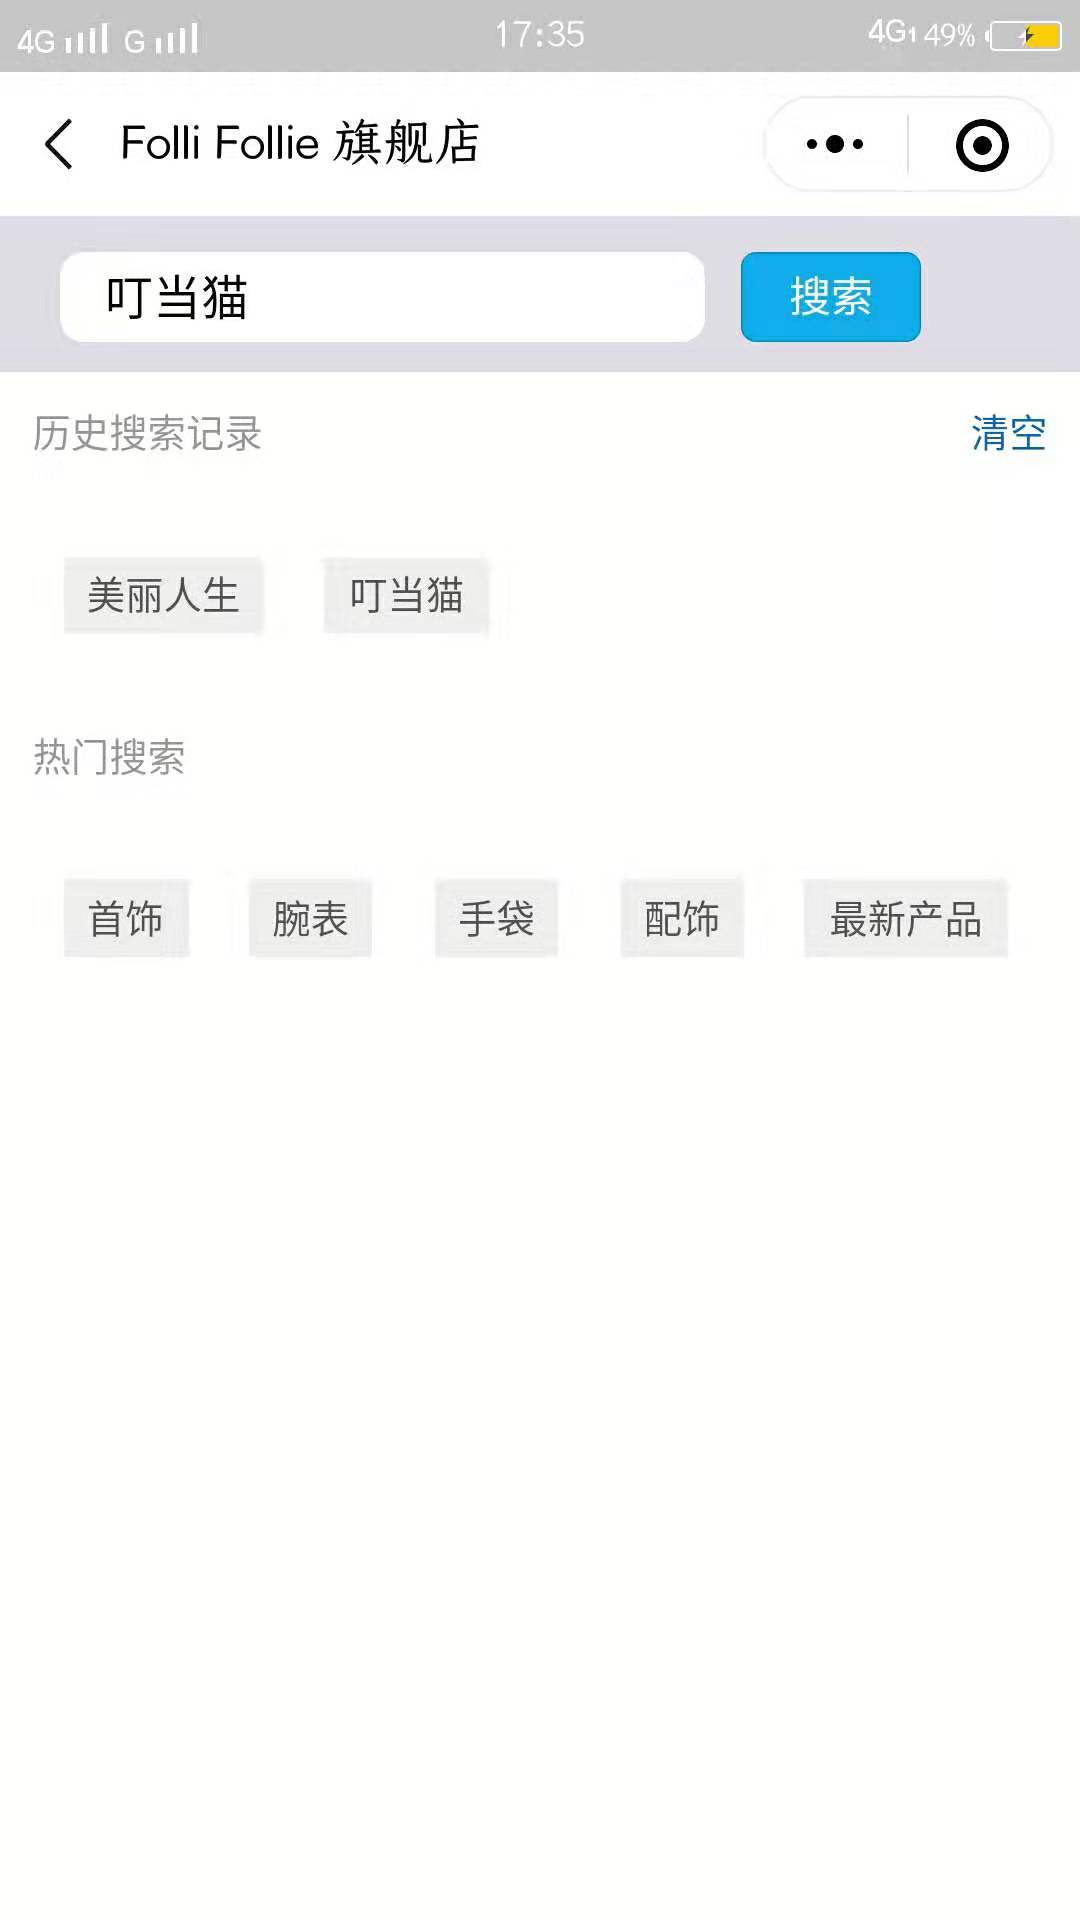 4G G 17:35 4G1 49%
Folli Follie 旗舰店
叮当猫 搜索
历史搜索记录 清空
美丽人生 叮当猫
热门搜索
首饰 腕表 手袋 配饰 最新产品